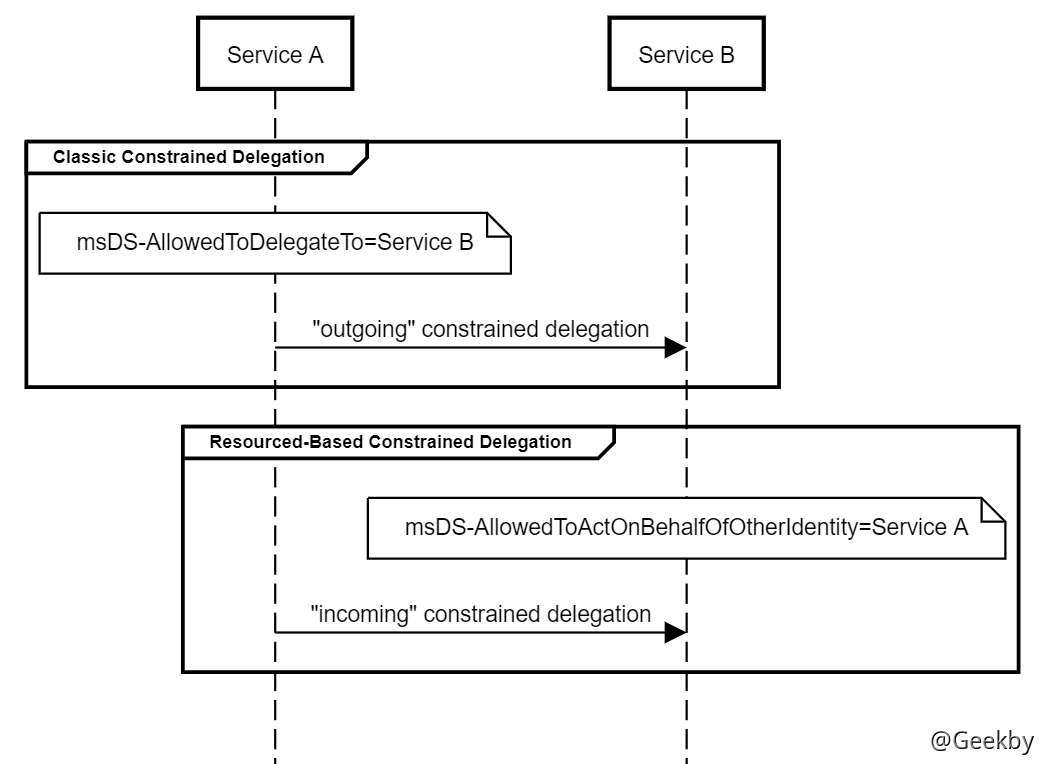 Service A
Service B
Classic Constrained Delegation
msDS-AllowedToDelegateTo=Service B
"outgoing" constrained delegation
Resourced-Based Constrained Delegation
msDS-AllowedToActOnBehalfOfOtherIdentity=Service A
"incoming" constrained delegation
@Geekby